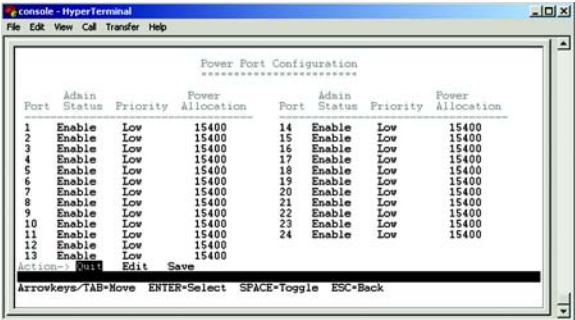 console - HyperTerminal
File Edit View Call Transfer Help
Power Port Configuration
Admin Power Admin Power
Port Status Priority Allocation Port Status Priority Allocation
1 Enable Low 15400 14 Enable Low 15400
2 Enable Low 15400 15 Enable Low 15400
3 Enable Low 15400 16 Enable Low 15400
4 Enable Low 15400 17 Enable Low 15400
5 Enable Low 15400 18 Enable Low 15400
6 Enable Low 15400 19 Enable Low 15400
7 Enable Low 15400 20 Enable Low 15400
8 Enable Low 15400 21 Enable Low 15400
9 Enable Low 15400 22 Enable Low 15400
10 Enable Low 15400 23 Enable Low 15400
11 Enable Low 15400 24 Enable Low 15400
12 Enable Low 15400
13 Enable Low 15400
Action-> Quit Edit Save
Arrowkeys/TAB=Move ENTER=Select SPACE=Toggle ESC=Back